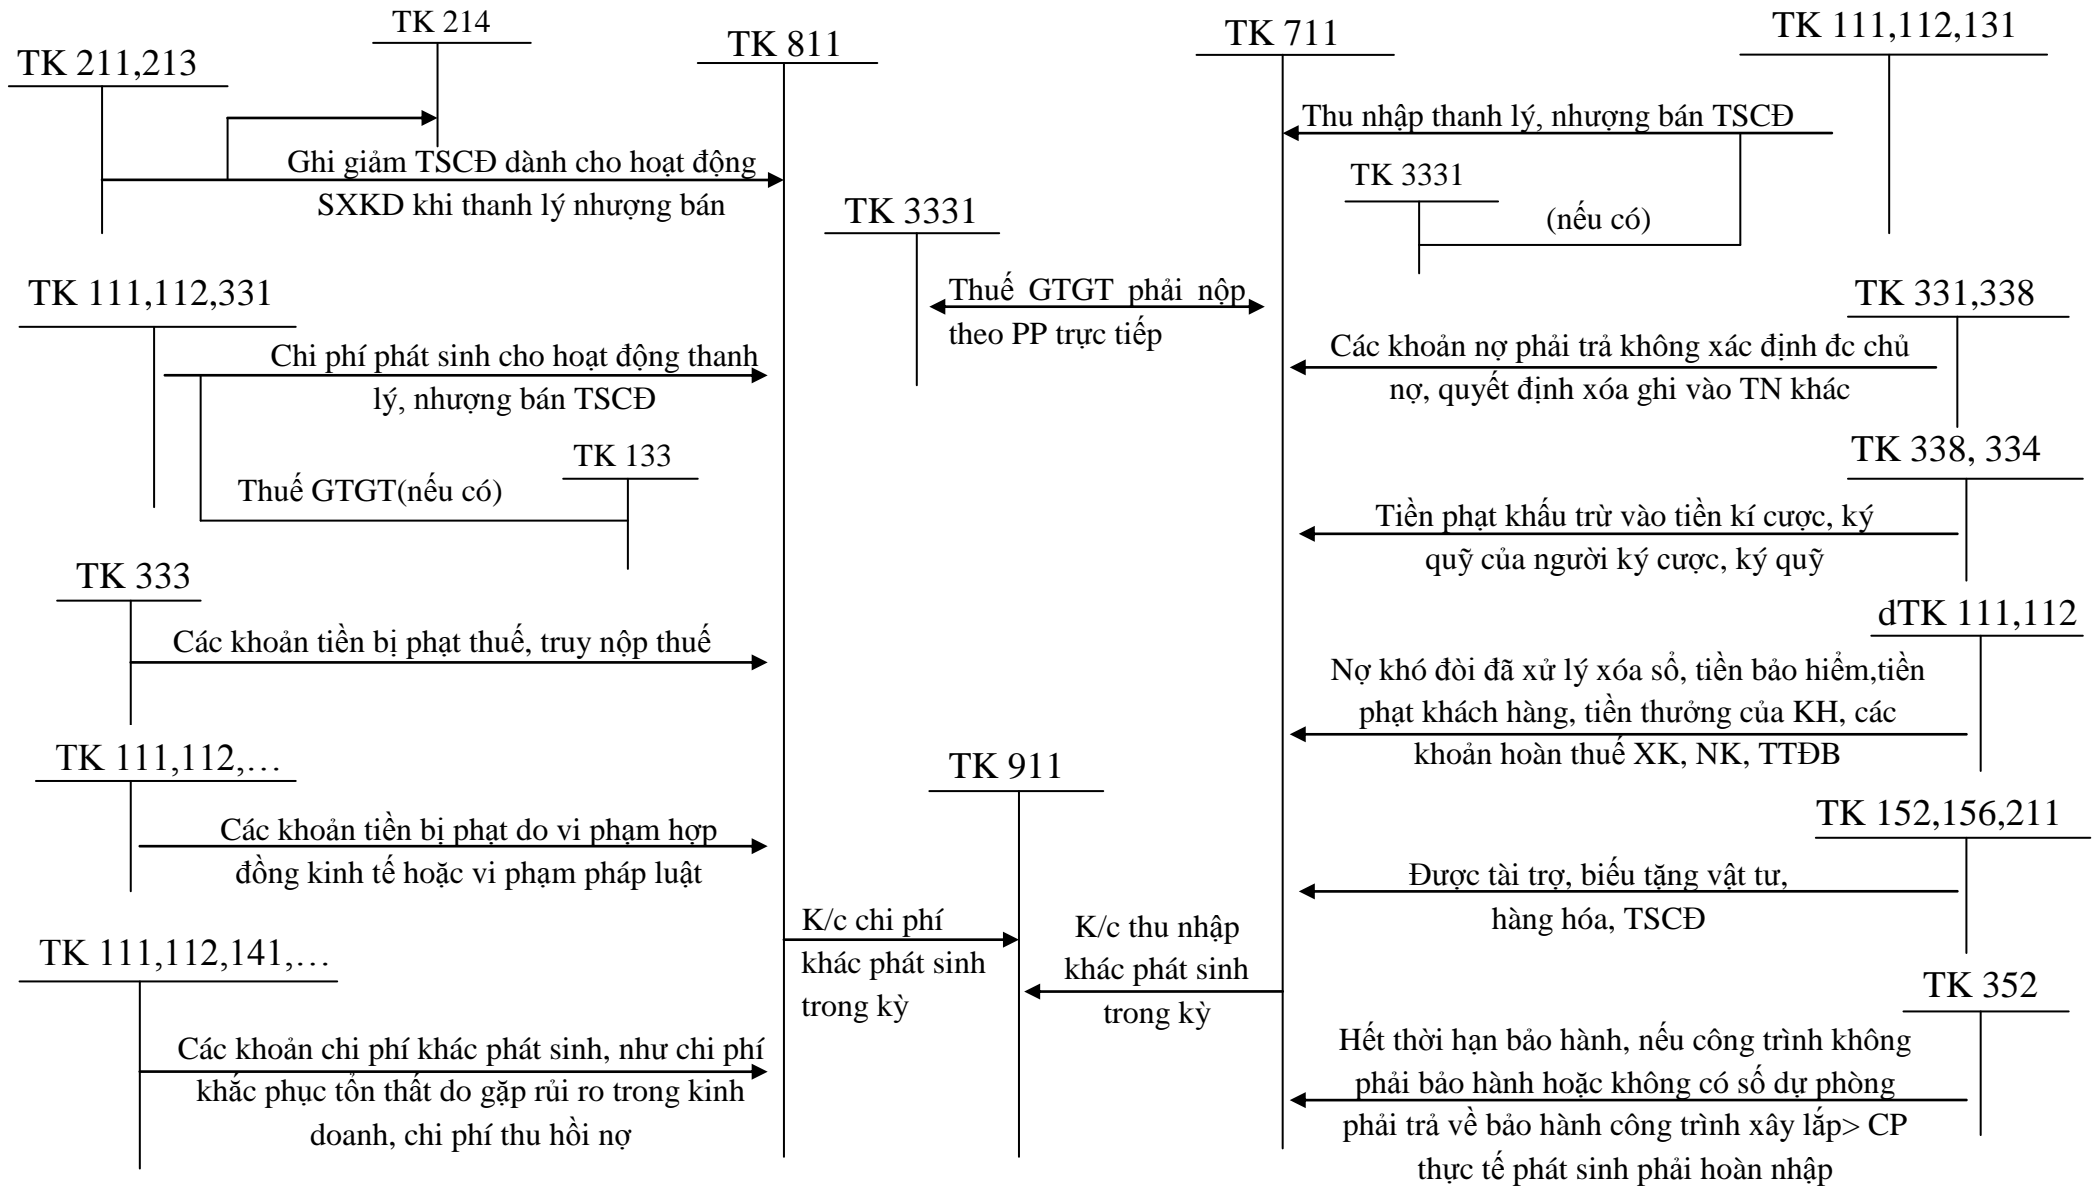 TK 214
TK 211,213
TK 811
TK 711
TK 111,112,131
Ghi giảm TSCĐ dành cho hoạt động
SXKD khi thanh lý nhượng bán
Thu nhập thanh lý, nhượng bán TSCĐ
TK 3331
(nếu có)
TK 3331
Thuế GTGT phải nộp
theo PP trực tiếp
TK 111,112,331
Chi phí phát sinh cho hoạt động thanh
lý, nhượng bán TSCĐ
TK 133
Thuế GTGT(nếu có)
TK 331,338
Các khoản nợ phải trả không xác định đc chủ
nợ, quyết định xóa ghi vào TN khác
TK 338, 334
Tiền phạt khấu trừ vào tiền kí cược, ký
quỹ của người ký cược, ký quỹ
TK 333
Các khoản tiền bị phạt thuế, truy nộp thuế
dTK 111,112
Nợ khó đòi đã xử lý xóa sổ, tiền bảo hiểm,tiền
phạt khách hàng, tiền thưởng của KH, các
khoản hoàn thuế XK, NK, TTĐB
TK 111,112,…
Các khoản tiền bị phạt do vi phạm hợp
đồng kinh tế hoặc vi phạm pháp luật
TK 911
K/c chi phí
khác phát sinh
trong kỳ
K/c thu nhập
khác phát sinh
trong kỳ
TK 152,156,211
Được tài trợ, biếu tặng vật tư,
hàng hóa, TSCĐ
TK 111,112,141,…
Các khoản chi phí khác phát sinh, như chi phí
khắc phục tổn thất do gặp rủi ro trong kinh
doanh, chi phí thu hồi nợ
TK 352
Hết thời hạn bảo hành, nếu công trình không
phải bảo hành hoặc không có số dự phòng
phải trả về bảo hành công trình xây lắp> CP
thực tế phát sinh phải hoàn nhập